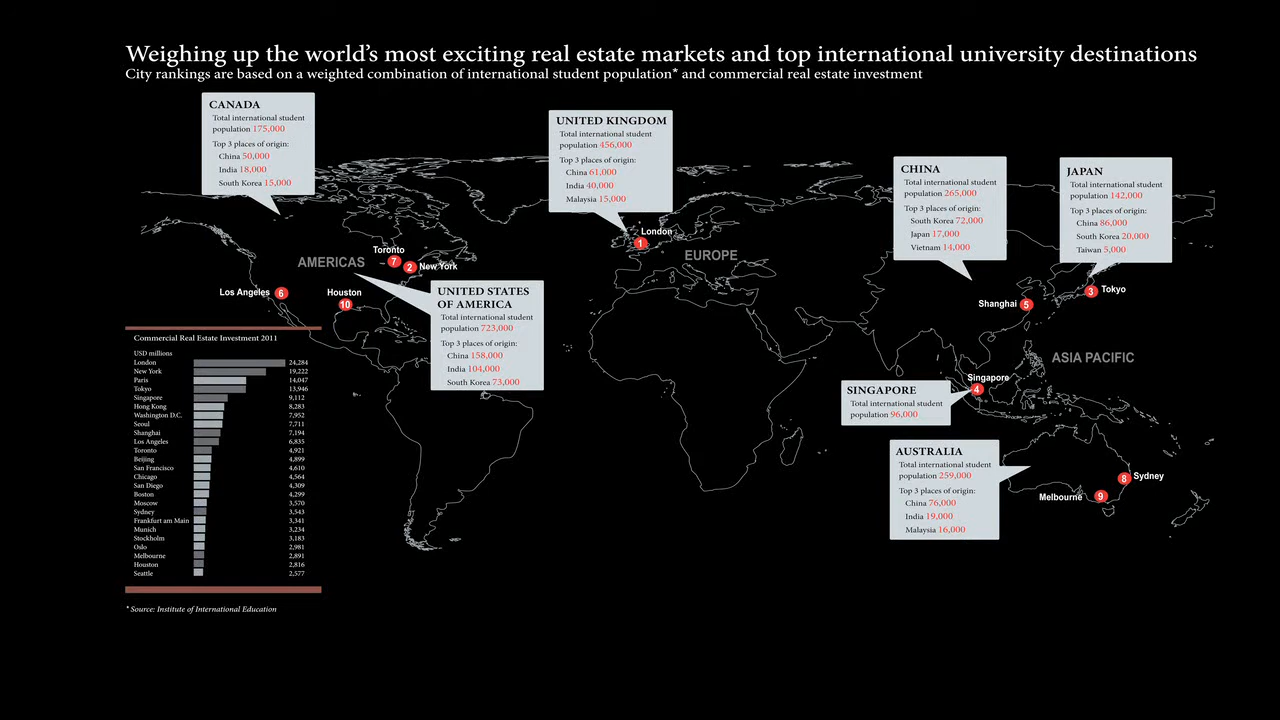 Weighing up the world's most exciting real estate markets and top international university destinations
City rankings are based on a weighted combination of international student population* and commercial real estate investment
CANADA
Total international student
population 175,000
Top 3 places of origin:
China 50,000
India 18,000
South Korea 15,000
UNITED KINGDOM
Total international student
population 456,000
Top 3 places of origin:
China 61,000
India 40,000
Malaysia 15,000
CHINA
Total international student
population 265,000
Top 3 places of origin:
South Korea 72,000
Japan 17,000
Vietnam 14,000
JAPAN
Total international student
population 142,000
Top 3 places of origin:
China 86,000
South Korea 20,000
Taiwan 5,000
London
1
Toronto
7
2 New York
AMERICAS
EUROPE
Los Angeles 6
Houston
10
Shanghai 5
3 Tokyo
UNITED STATES
OF AMERICA
Total international student
population 723,000
Top 3 places of origin:
China 158,000
India 104,000
South Korea 73,000
ASIA PACIFIC
Singapore
4
SINGAPORE
Total international student
population 96,000
AUSTRALIA
Total international student
population 259,000
Top 3 places of origin:
China 76,000
India 19,000
Malaysia 16,000
8 Sydney
Melbourne 9
Commercial Real Estate Investment 2011
USD millions
London 24,284
New York 19,222
Paris 14,047
Tokyo 13,946
Singapore 9,112
Hong Kong 8,283
Washington D.C. 7,952
Seoul 7,711
Shanghai 7,194
Los Angeles 6,835
Toronto 4,921
Beijing 4,899
San Francisco 4,610
Chicago 4,564
San Diego 4,309
Boston 4,299
Moscow 3,570
Sydney 3,543
Frankfurt am Main 3,341
Munich 3,234
Stockholm 3,183
Oslo 2,981
Melbourne 2,891
Houston 2,816
Seattle 2,577
* Source: Institute of International Education